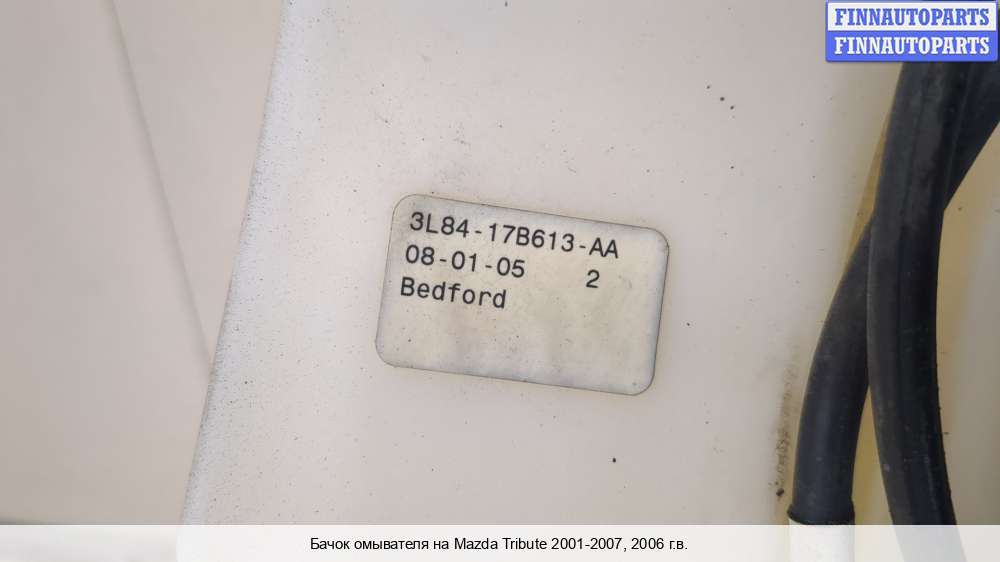 FINNAUTOPARTS
FINNAUTOPARTS
3L84-17B613-AA
08-01-05 2
Bedford
Бачок омывателя на Mazda Tribute 2001-2007, 2006 г.в.